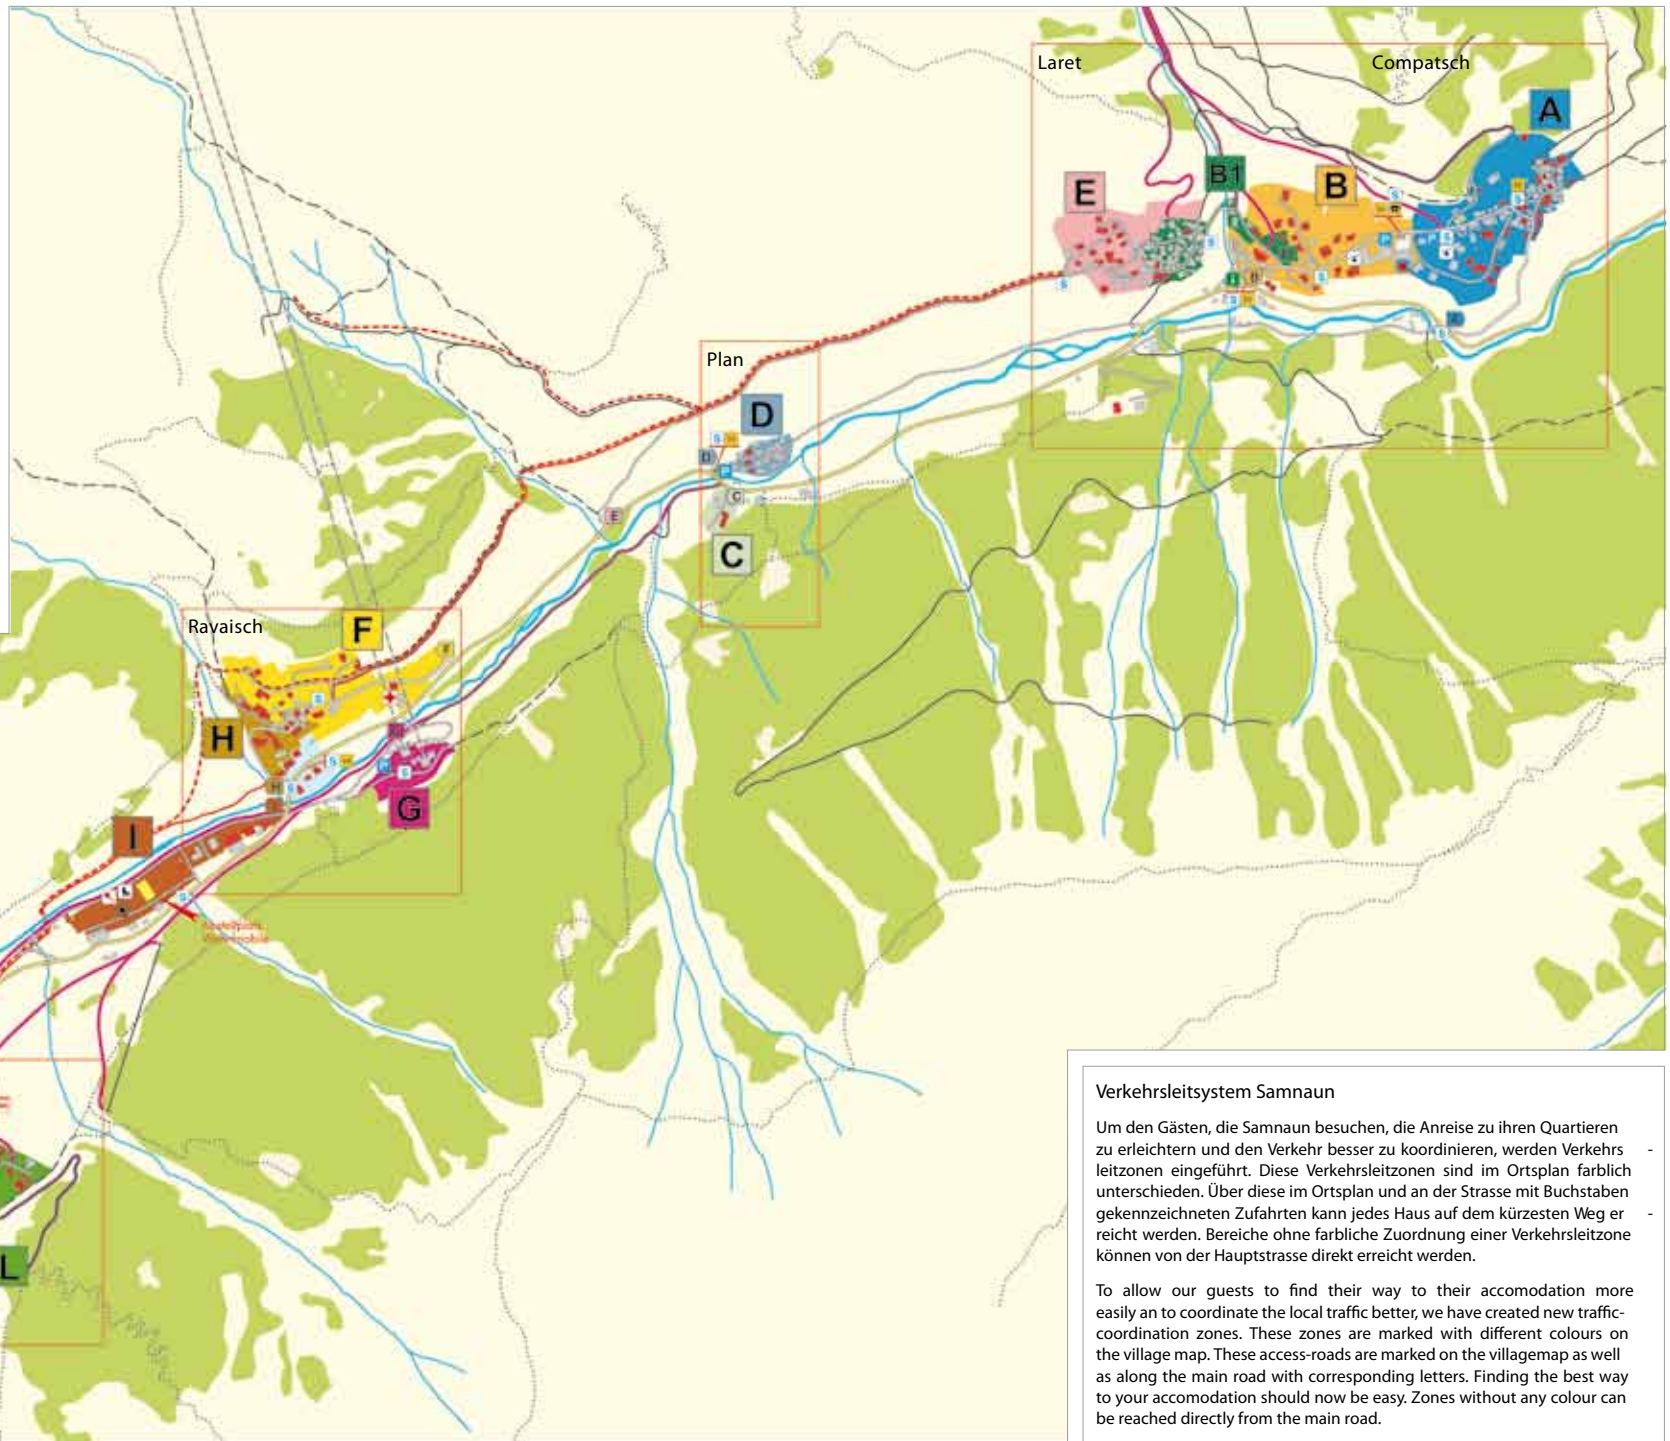 Laret
Compatsch
A
B1
E
B
Plan
D
D
E
C
C
Ravaisch
F
F
H
H
G
I
L
Verkehrsleitsystem Samnaun
Um den Gästen, die Samnaun besuchen, die Anreise zu ihren Quartieren
zu erleichtern und den Verkehr besser zu koordinieren, werden Verkehrs -
leitzonen eingeführt. Diese Verkehrsleitzonen sind im Ortsplan farblich
unterschieden. Über diese im Ortsplan und an der Strasse mit Buchstaben
gekennzeichneten Zufahrten kann jedes Haus auf dem kürzesten Weg er -
reicht werden. Bereiche ohne farbliche Zuordnung einer Verkehrsleitzone
können von der Hauptstrasse direkt erreicht werden.
To allow our guests to find their way to their accomodation more
easily an to coordinate the local traffic better, we have created new traffic-
coordination zones. These zones are marked with different colours on
the village map. These access-roads are marked on the villagemap as well
as along the main road with corresponding letters. Finding the best way
to your accomodation should now be easy. Zones without any colour can
be reached directly from the main road.